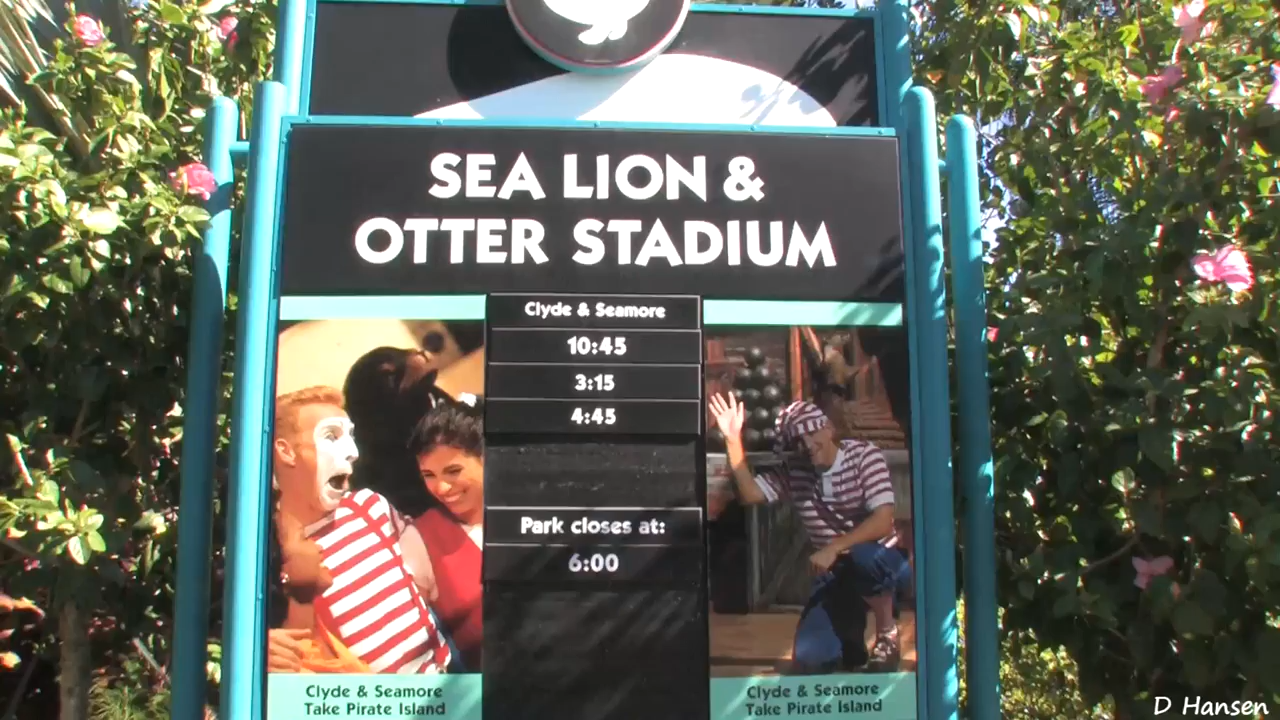 SEA LION &
OTTER STADIUM
Clyde & Seamore
10:45
3:15
4:45
Park closes at:
6:00
Clyde & Seamore
Take Pirate Island
Clyde & Seamore
Take Pirate Island
D Hansen